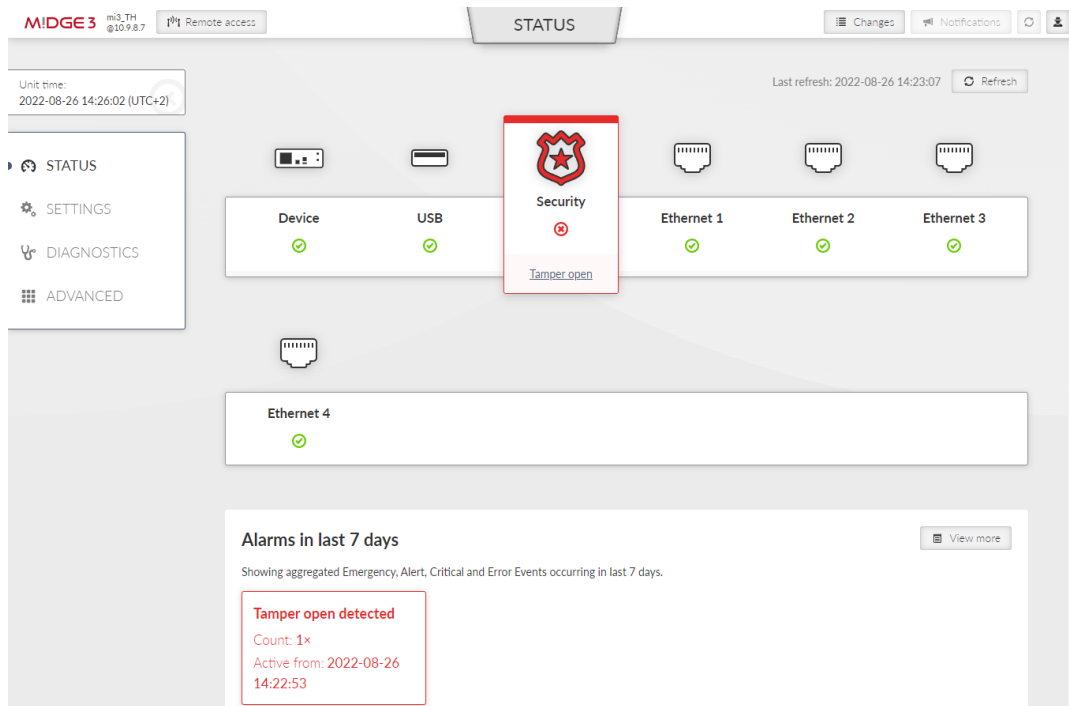 M!DGE 3 mi3_TH
@10.9.8.7
Remote access
STATUS
Changes
Notifications
Unit time:
2022-08-26 14:26:02 (UTC+2)
Last refresh: 2022-08-26 14:23:07
Refresh
STATUS
SETTINGS
DIAGNOSTICS
ADVANCED
Device
USB
Security
Ethernet 1
Ethernet 2
Ethernet 3
Tamper open
Ethernet 4
Alarms in last 7 days
View more
Showing aggregated Emergency, Alert, Critical and Error Events occurring in last 7 days.
Tamper open detected
Count: 1×
Active from: 2022-08-26
14:22:53